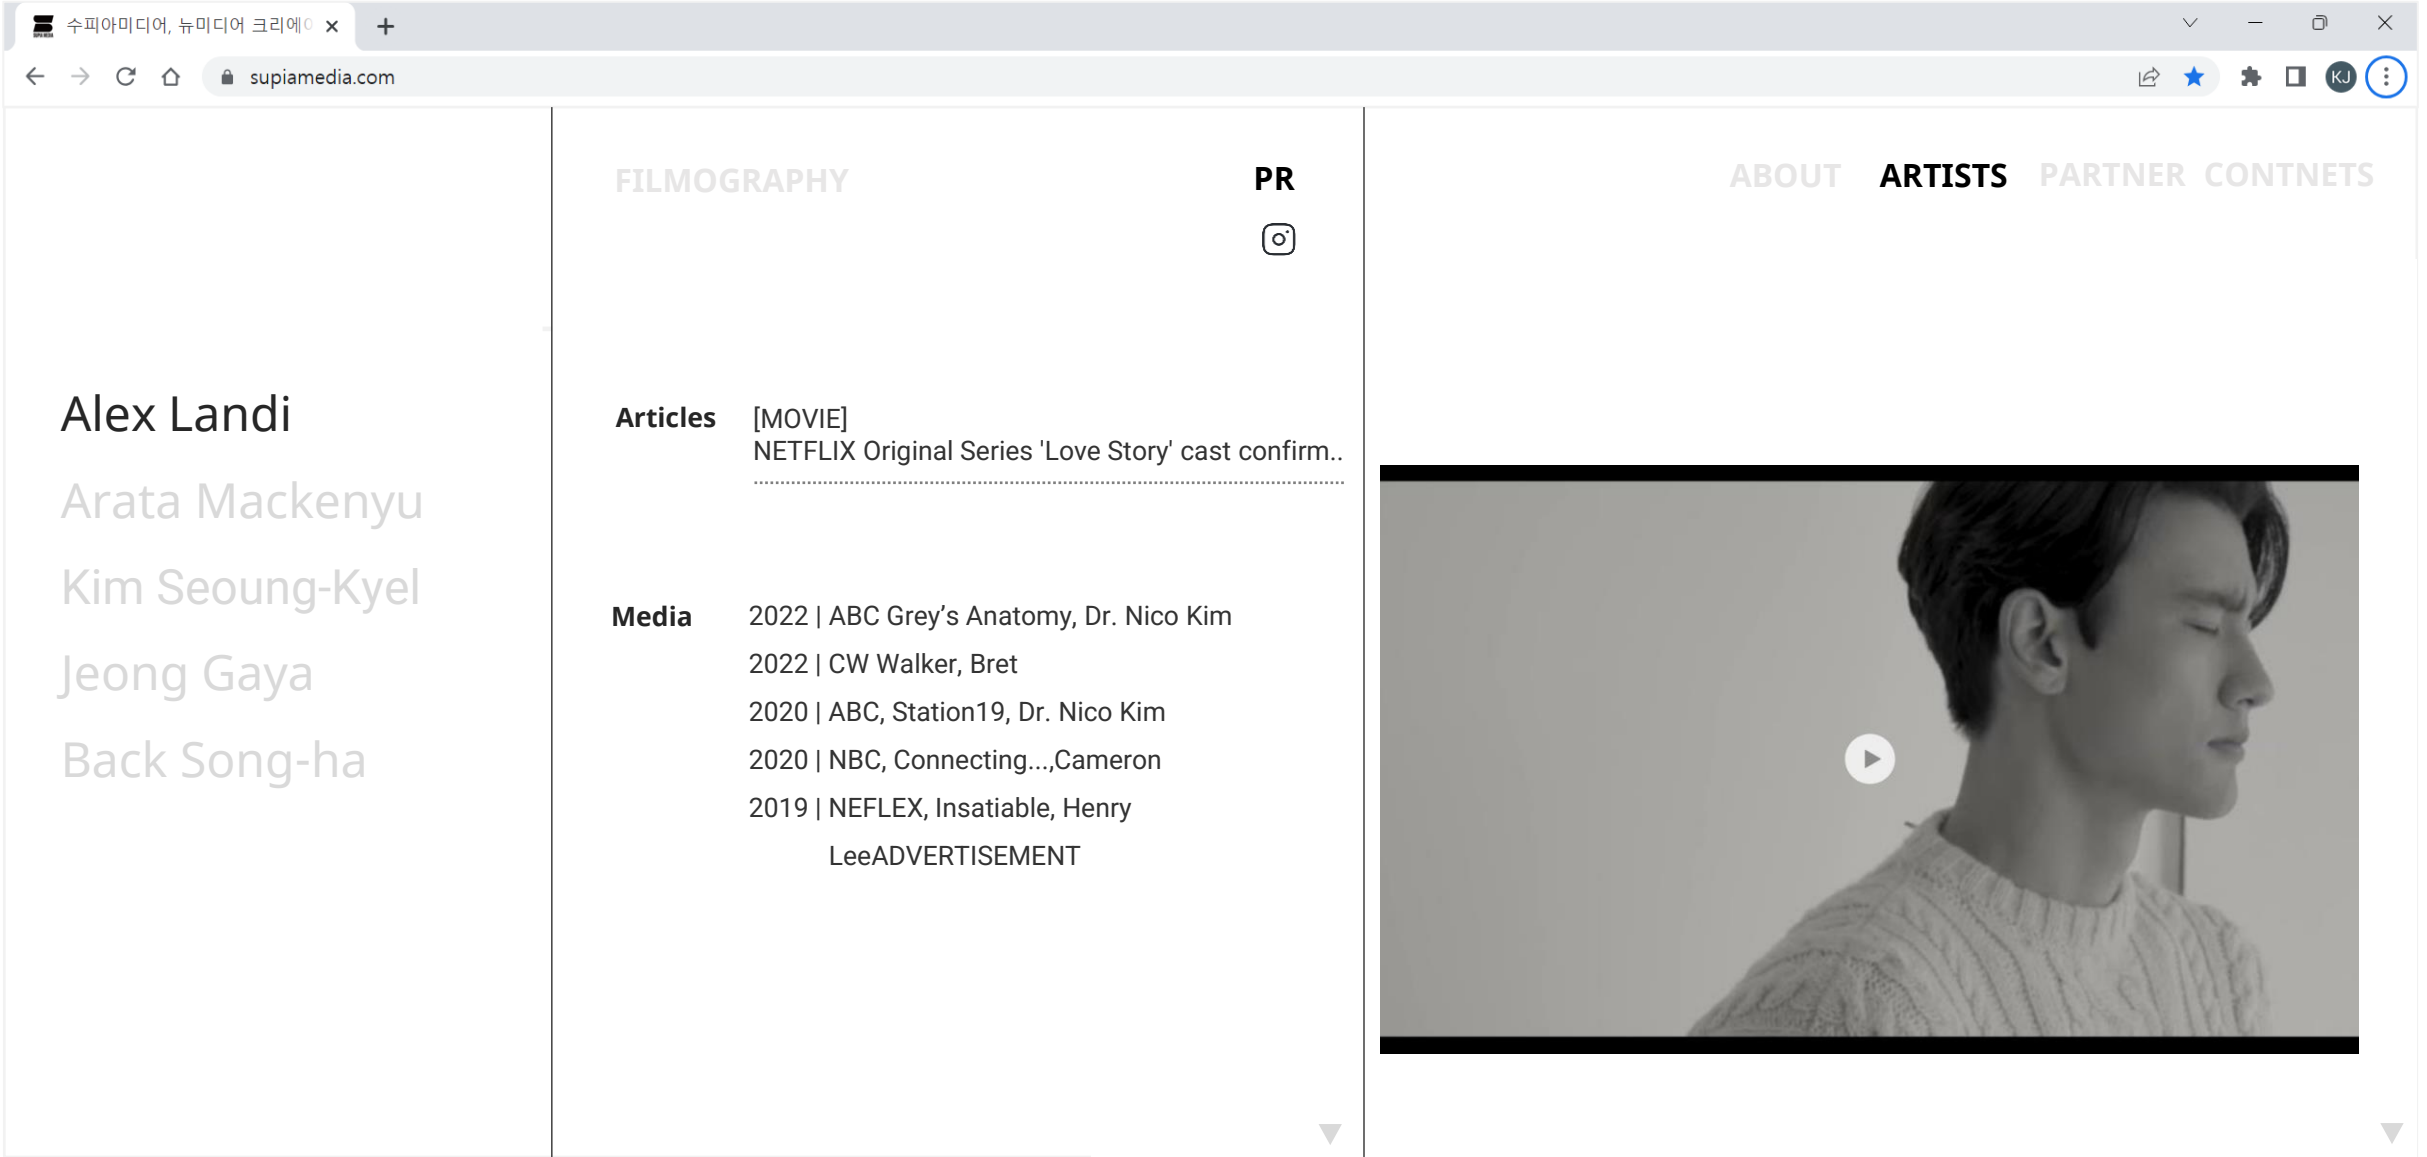 수피아미디어, 뉴미디어 크리에이
supiamedia.com
KJ
FILMOGRAPHY
PR
ABOUT ARTISTS PARTNER CONTNETS
Alex Landi
Arata Mackenyu
Kim Seoung-Kyel
Jeong Gaya
Back Song-ha
Articles [MOVIE]
NETFLIX Original Series 'Love Story' cast confirm..
Media 2022 | ABC Grey’s Anatomy, Dr. Nico Kim
2022 | CW Walker, Bret
2020 | ABC, Station19, Dr. Nico Kim
2020 | NBC, Connecting...,Cameron
2019 | NEFLEX, Insatiable, Henry
LeeADVERTISEMENT